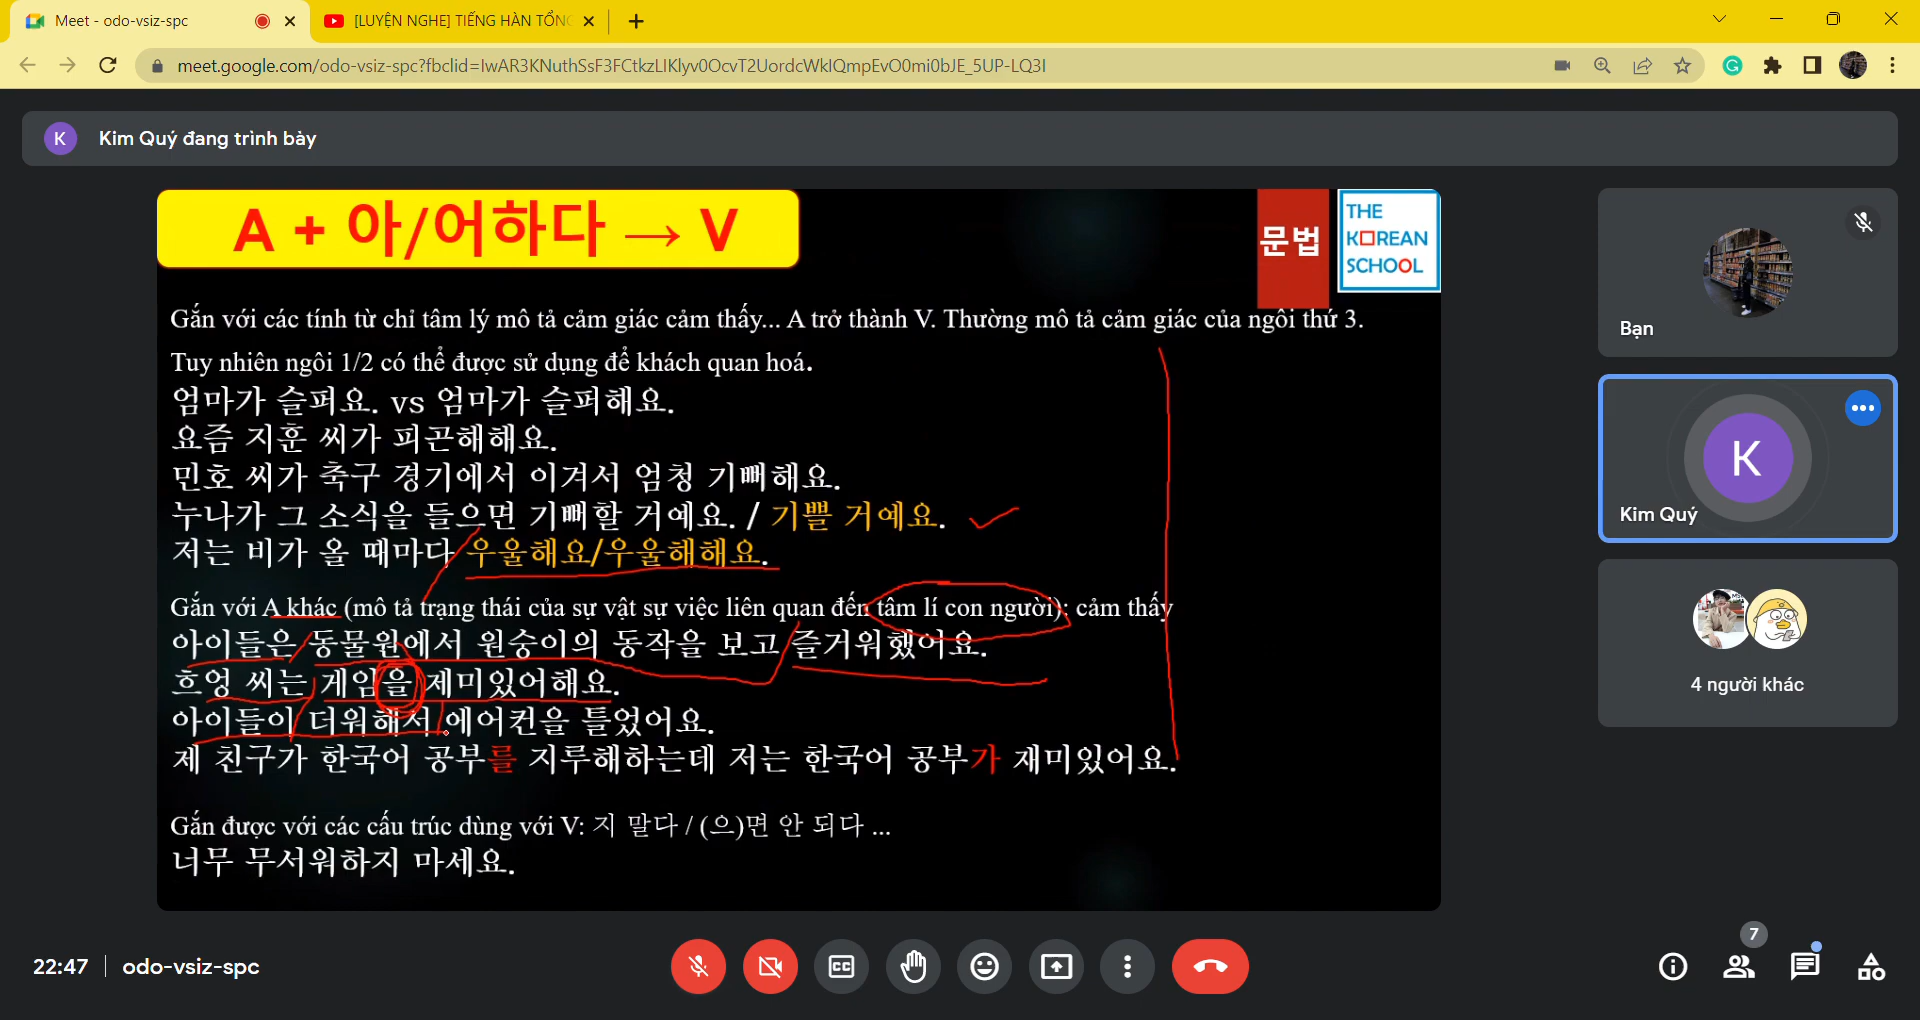 Meet - odo-vsiz-spc
[LUYỆN NGHE] TIẾNG HÀN TỔNG
meet.google.com/odo-vsiz-spc?fbclid=IwAR3KNuthSsF3FCtkzLIKlyv0OcvT2UordcWkIQmpEvO0mi0bJE_5UP-LQ3I
K
Kim Quý đang trình bày
A + 아/어하다 → V
문법
THE
KOREAN
SCHOOL
Gắn với các tính từ chỉ tâm lý mô tả cảm giác cảm thấy... A trở thành V. Thường mô tả cảm giác của ngôi thứ 3.
Tuy nhiên ngôi 1/2 có thể được sử dụng để khách quan hoá.
엄마가 슬퍼요. vs 엄마가 슬퍼해요.
요즘 지훈 씨가 피곤해해요.
민호 씨가 축구 경기에서 이겨서 엄청 기뻐해요.
누나가 그 소식을 들으면 기뻐할 거예요. / 기쁠 거예요.
저는 비가 올 때마다 우울해요/우울해해요.
Gắn với A khác (mô tả trạng thái của sự vật sự việc liên quan đến tâm lí con người): cảm thấy
아이들은 동물원에서 원숭이의 동작을 보고 즐거워했어요.
흐엉 씨는 게임을 재미있어해요.
아이들이 더워해서 에어컨을 틀었어요.
제 친구가 한국어 공부를 지루해하는데 저는 한국어 공부가 재미있어요.
Gắn được với các cấu trúc dùng với V: 지 말다 / (으)면 안 되다 ...
너무 무서워하지 마세요.
Bạn
K
Kim Quý
4 người khác
22:47 | odo-vsiz-spc
7